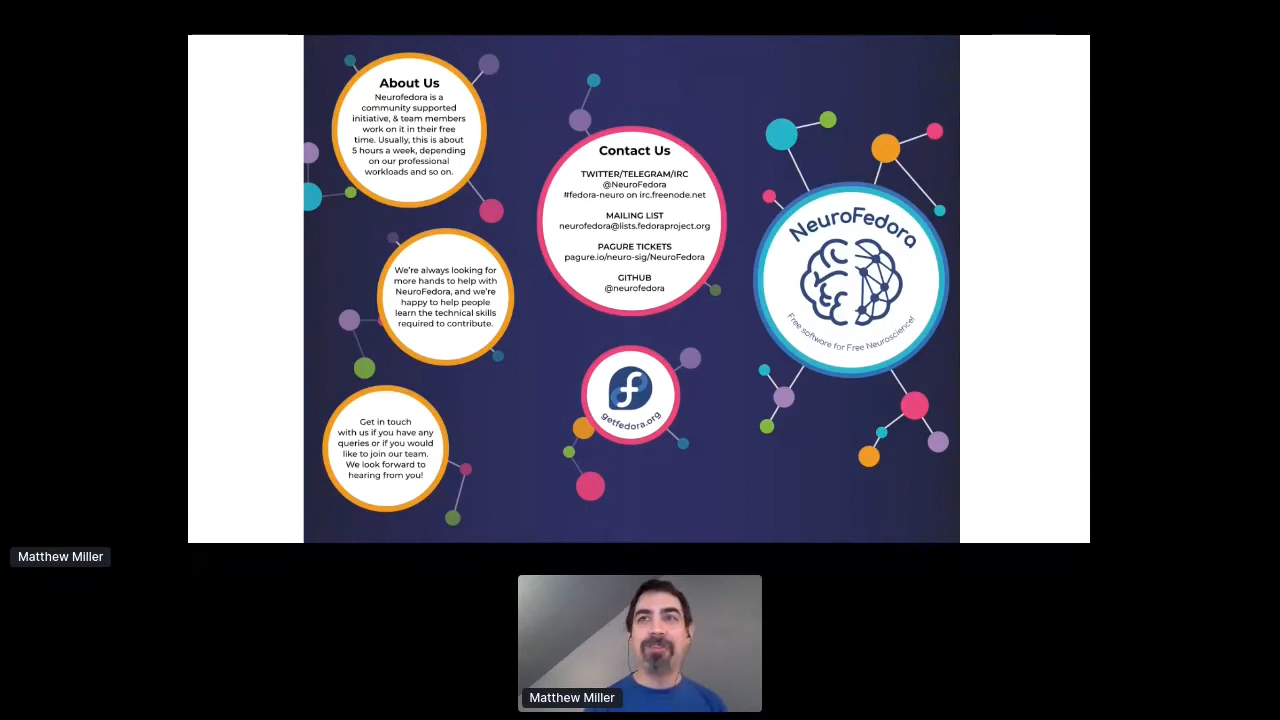 About Us
Neurofedora is a
community supported
initiative, & team members
work on it in their free
time. Usually, this is about
5 hours a week, depending
on our professional
workloads and so on.
We're always looking for
more hands to help with
NeuroFedora, and we're
happy to help people
learn the technical skills
required to contribute.
Get in touch
with us if you have any
queries or if you would
like to join our team.
We look forward to
hearing from you!
Contact Us
TWITTER/TELEGRAM/IRC
@NeuroFedora
#fedora-neuro on irc.freenode.net
MAILING LIST
neurofedora@lists.fedoraproject.org
PAGURE TICKETS
pagure.io/neuro-sig/NeuroFedora
GITHUB
@neurofedora
getfedora.org
NeuroFedora
Free software for Free Neuroscience!
Matthew Miller
Matthew Miller